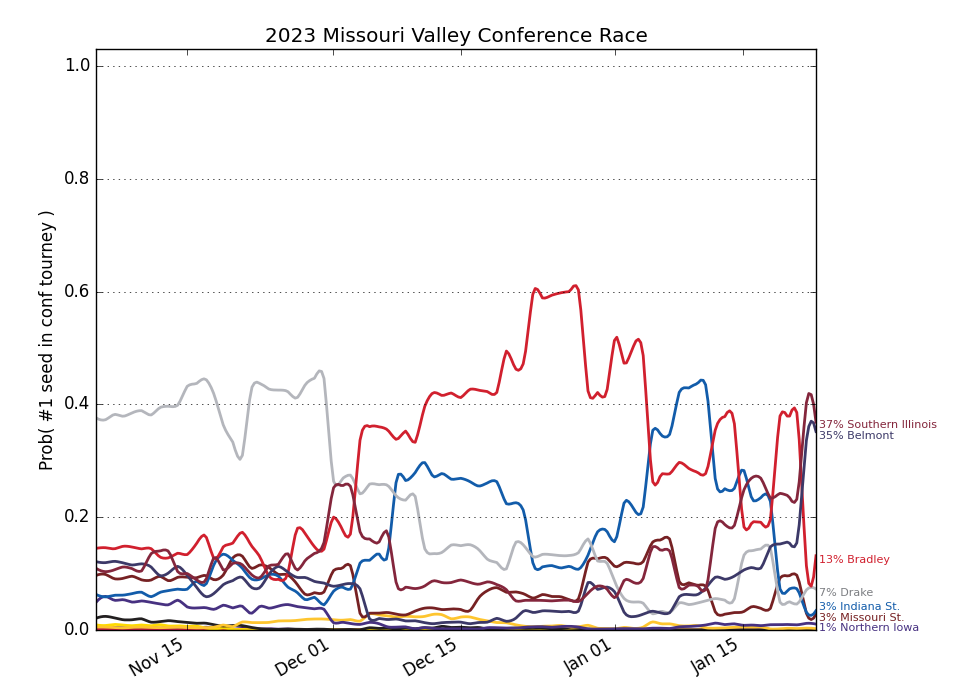 2023 Missouri Valley Conference Race
Prob( #1 seed in conf tourney )
1.0
0.8
0.6
0.4
0.2
0.0
Nov 15
Dec 01
Dec 15
Jan 01
Jan 15
37% Southern Illinois
35% Belmont
13% Bradley
7% Drake
3% Indiana St.
3% Missouri St.
1% Northern Iowa